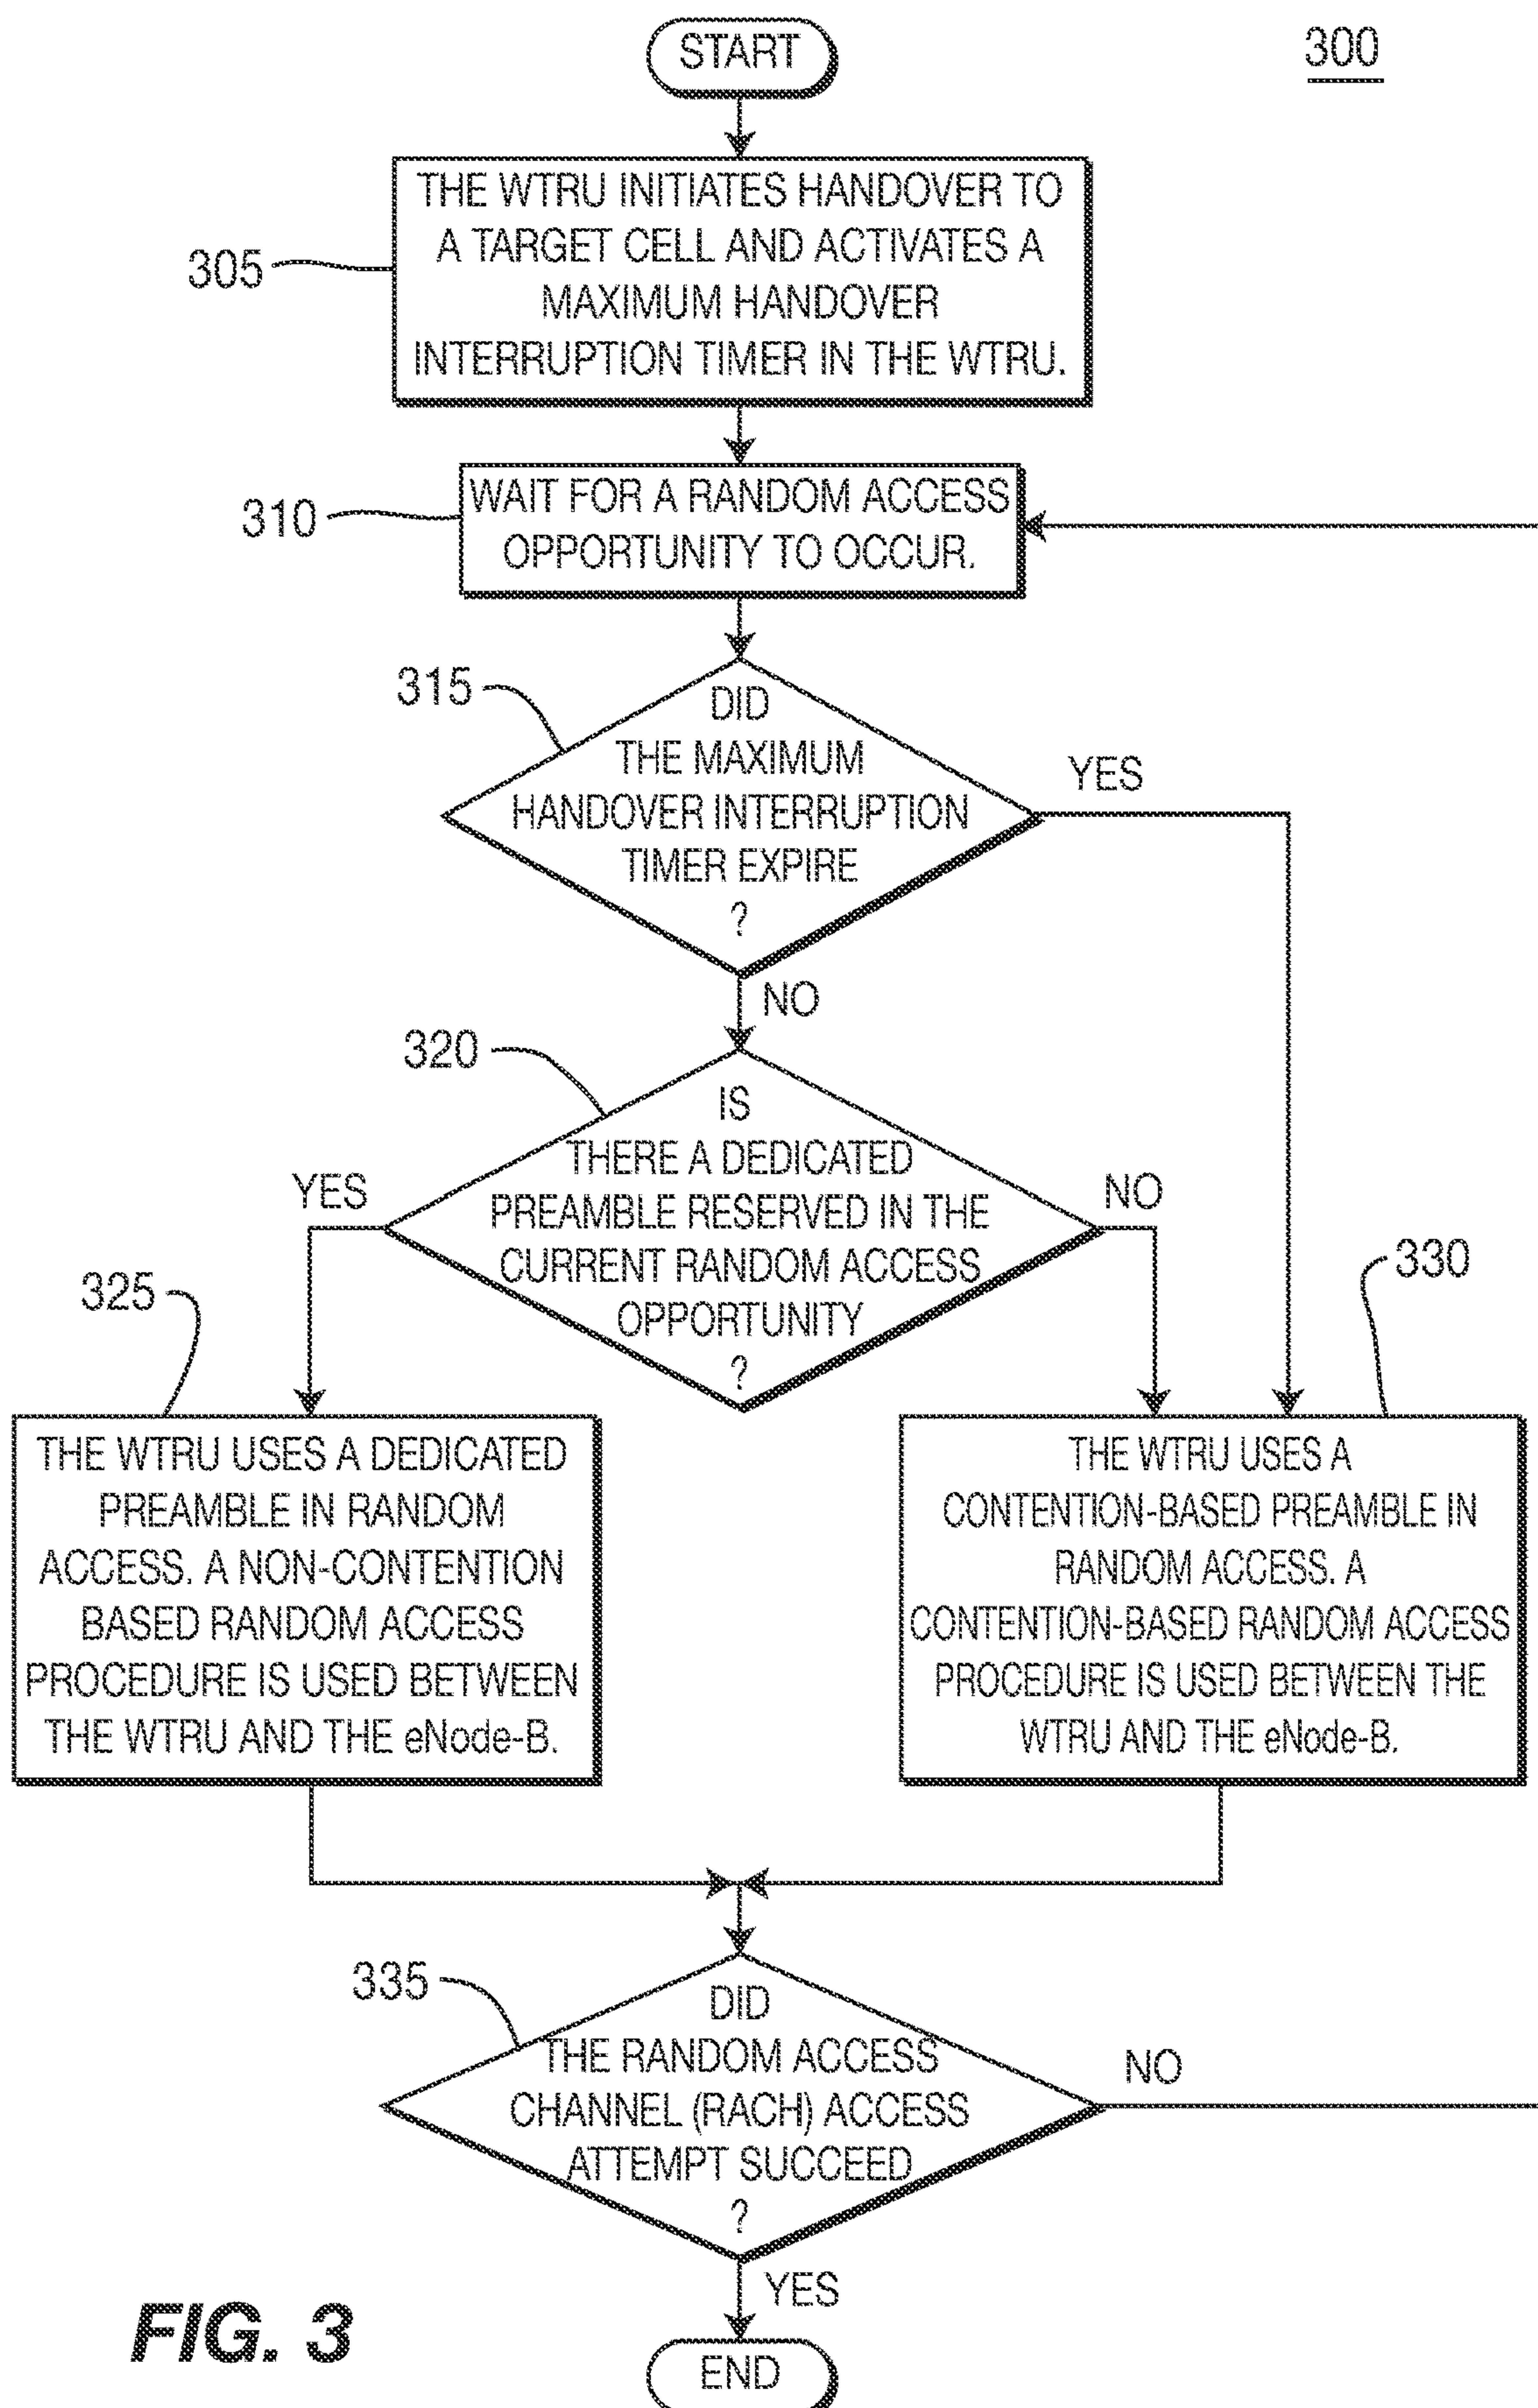 START
300
THE WTRU INITIATES HANDOVER TO
A TARGET CELL AND ACTIVATES A
MAXIMUM HANDOVER
INTERRUPTION TIMER IN THE WTRU.
305
WAIT FOR A RANDOM ACCESS
OPPORTUNITY TO OCCUR.
310
315
DID
THE MAXIMUM
HANDOVER INTERRUPTION
TIMER EXPIRE
?
YES
NO
320
IS
THERE A DEDICATED
PREAMBLE RESERVED IN THE
CURRENT RANDOM ACCESS
OPPORTUNITY
?
YES
NO
325
330
THE WTRU USES A DEDICATED
PREAMBLE IN RANDOM
ACCESS. A NON-CONTENTION
BASED RANDOM ACCESS
PROCEDURE IS USED BETWEEN
THE WTRU AND THE eNode-B.
THE WTRU USES A
CONTENTION-BASED PREAMBLE IN
RANDOM ACCESS. A
CONTENTION-BASED RANDOM ACCESS
PROCEDURE IS USED BETWEEN THE
WTRU AND THE eNode-B.
335
DID
THE RANDOM ACCESS
CHANNEL (RACH) ACCESS
ATTEMPT SUCCEED
?
NO
YES
END
FIG. 3